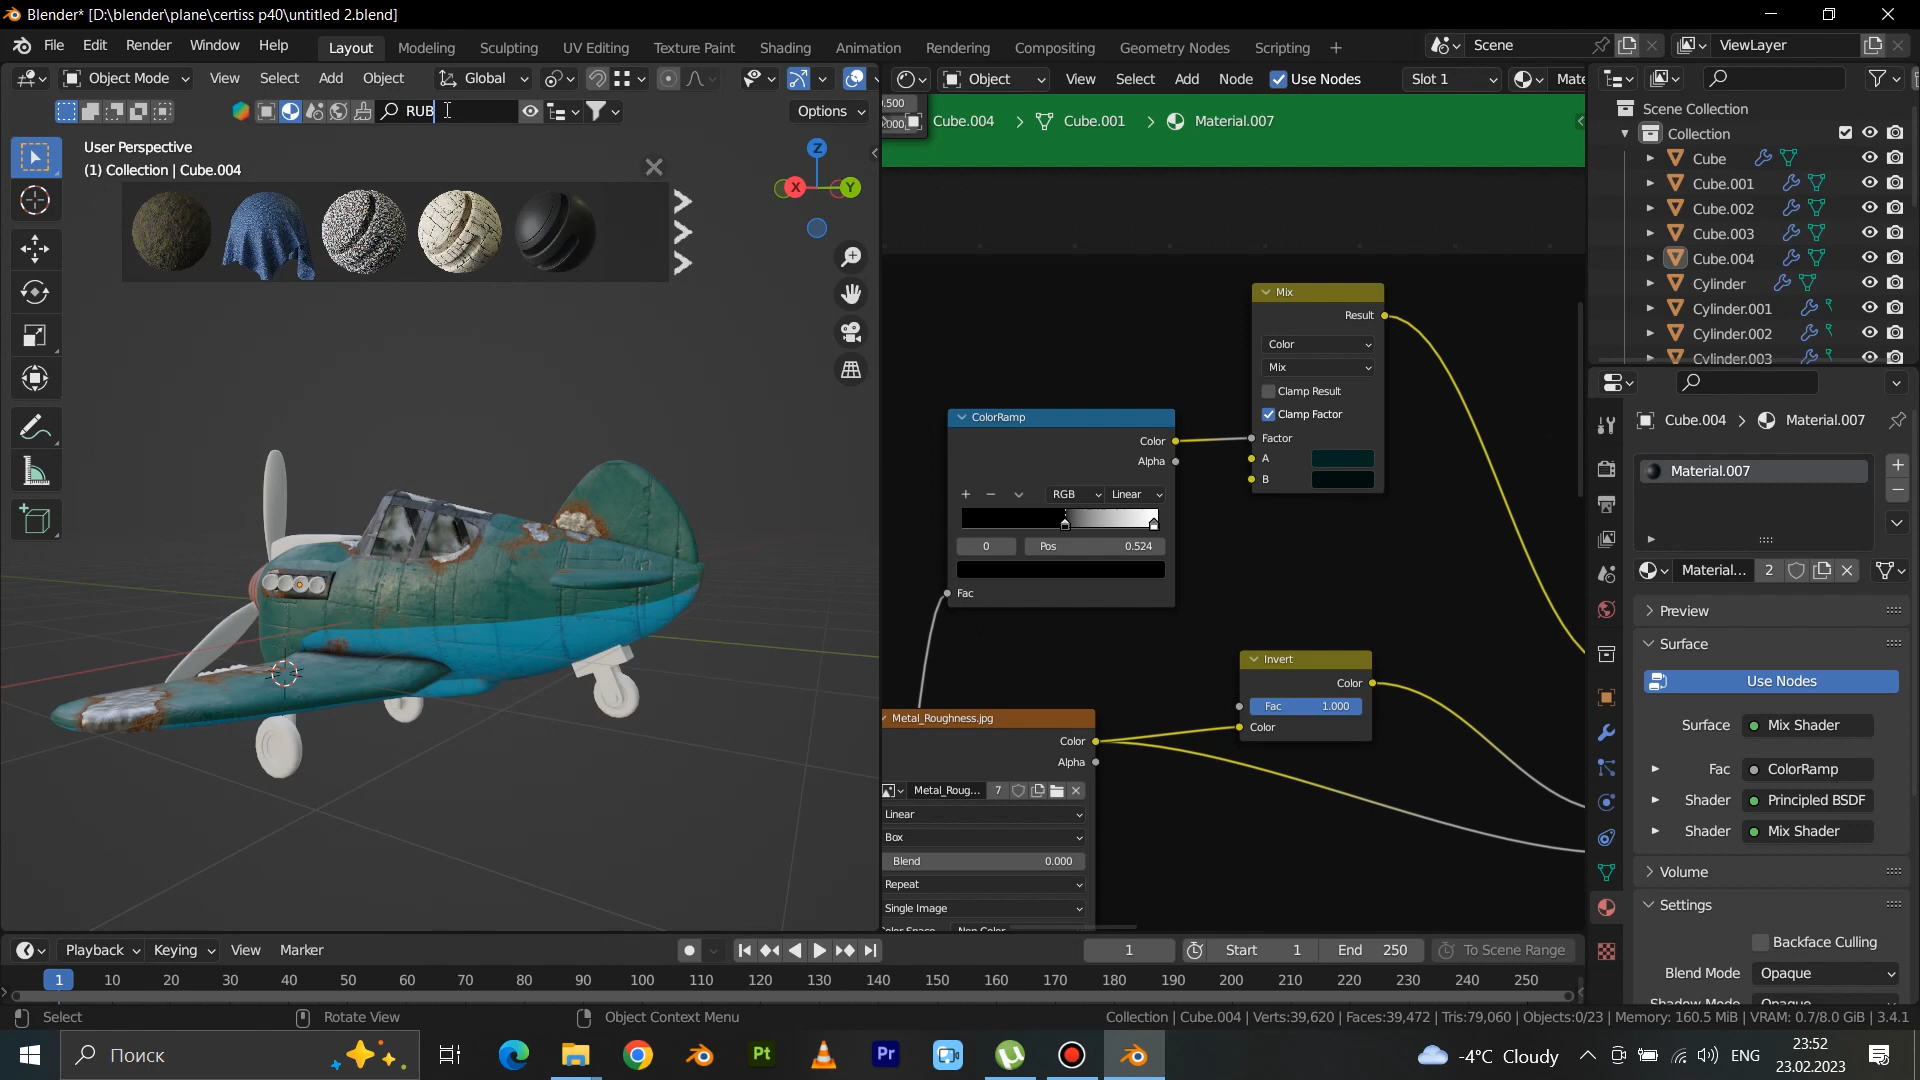 Blender* [D:\blender\plane\certiss p40\untitled 2.blend]
File Edit Render Window Help Layout Modeling Sculpting UV Editing Texture Paint Shading Animation Rendering Compositing Geometry Nodes Scripting + Scene ViewLayer
Object Mode View Select Add Object Global Object View Select Add Node Use Nodes Slot 1 Mate
RUB Options
0.500
Cube.004 > Cube.001 > Material.007
User Perspective
(1) Collection | Cube.004
Z
X Y
Mix
Result
Color
Mix
Clamp Result
Clamp Factor
Factor
A
B
ColorRamp
Color
Alpha
RGB Linear
0 Pos 0.524
Fac
Invert
Color
Fac 1.000
Color
Metal_Roughness.jpg
Color
Alpha
Metal_Roug... 7
Linear
Box
Blend 0.000
Repeat
Single Image
Color Space Non-Color
Scene Collection
Collection
Cube
Cube.001
Cube.002
Cube.003
Cube.004
Cylinder
Cylinder.001
Cylinder.002
Cylinder.003
Cube.004 > Material.007
Material.007
Material... 2
Preview
Surface
Use Nodes
Surface Mix Shader
Fac ColorRamp
Shader Principled BSDF
Shader Mix Shader
Volume
Settings
Backface Culling
Blend Mode Opaque
Shadow Mode Opaque
Playback Keying View Marker 1 Start 1 End 250 To Scene Range
1 10 20 30 40 50 60 70 80 90 100 110 120 130 140 150 160 170 180 190 200 210 220 230 240 250
Select Rotate View Object Context Menu Collection | Cube.004 | Verts:39,620 | Faces:39,472 | Tris:79,060 | Objects:0/23 | Memory: 160.5 MiB | VRAM: 0.7/8.0 GiB | 3.4.1
Поиск Pt Pr -4°C Cloudy ENG 23:52
23.02.2023